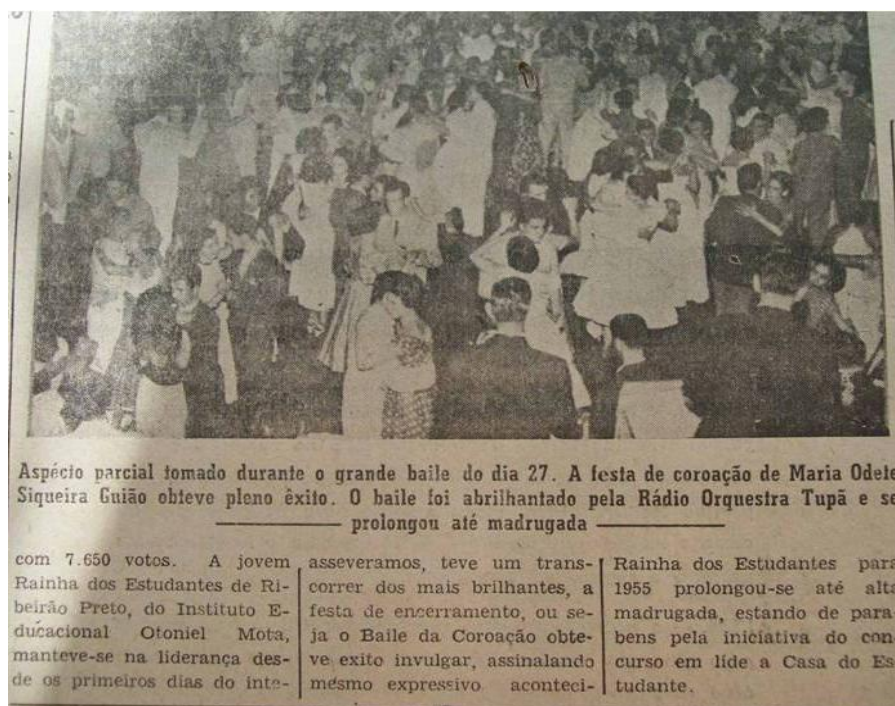 Aspécio parcial tomado durante o grande baile do dia 27. A festa de coroação de Maria Odete
Siqueira Guião obteve pleno êxito. O baile foi abrilhantado pela Rádio Orquestra Tupã e se
prolongou até madrugada
com 7.650 votos. A jovem
Rainha dos Estudantes de Ri-
beirão Preto, do Instituto E-
ducacional Otoniel Mota,
manteve-se na liderança des-
de os primeiros dias do inte-
asseveramos, teve um trans-
correr dos mais brilhantes, a
festa de encerramento, ou se-
ja o Baile da Coroação obte-
ve exito invulgar, assinalando
mesmo expressivo aconteci-
Rainha dos Estudantes para
1955 prolongou-se até alta
madrugada, estando de para
bens pela iniciativa do con
curso em lide a Casa do Es
tudante.